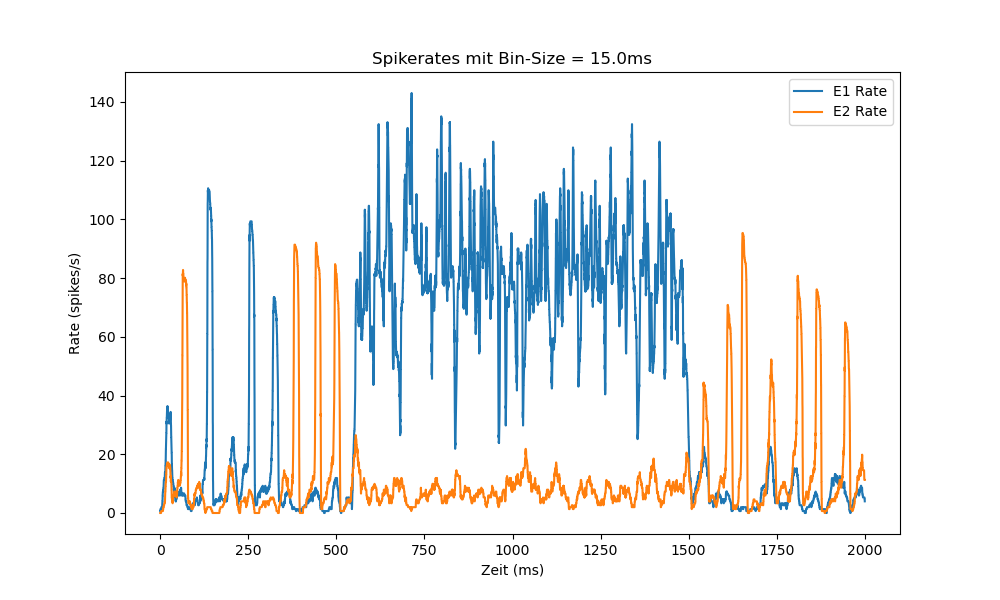 Spikerates mit Bin-Size = 15.0ms
E1 Rate
E2 Rate
140
120
100
80
60
40
20
0
Rate (spikes/s)
0 250 500 750 1000 1250 1500 1750 2000
Zeit (ms)